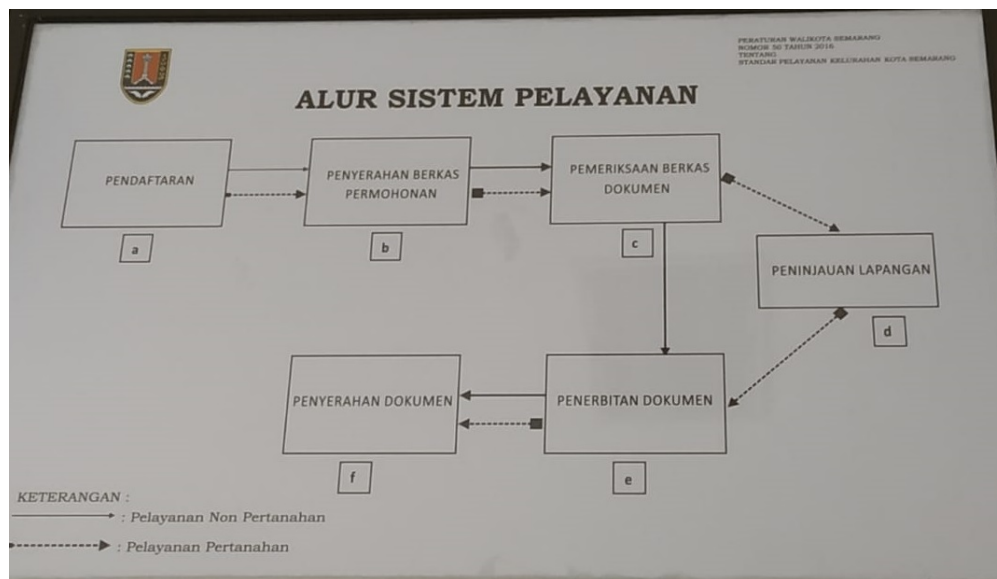 PERATURAN WALIKOTA SEMARANG
NOMOR 50 TAHUN 2016
TENTANG
STANDAR PELAYANAN KELURAHAN KOTA SEMARANG
ALUR SISTEM PELAYANAN
PENDAFTARAN
a
PENYERAHAN BERKAS
PERMOHONAN
b
PEMERIKSAAN BERKAS
DOKUMEN
c
PENINJAUAN LAPANGAN
d
PENERBITAN DOKUMEN
e
PENYERAHAN DOKUMEN
f
KETERANGAN :
: Pelayanan Non Pertanahan
: Pelayanan Pertanahan